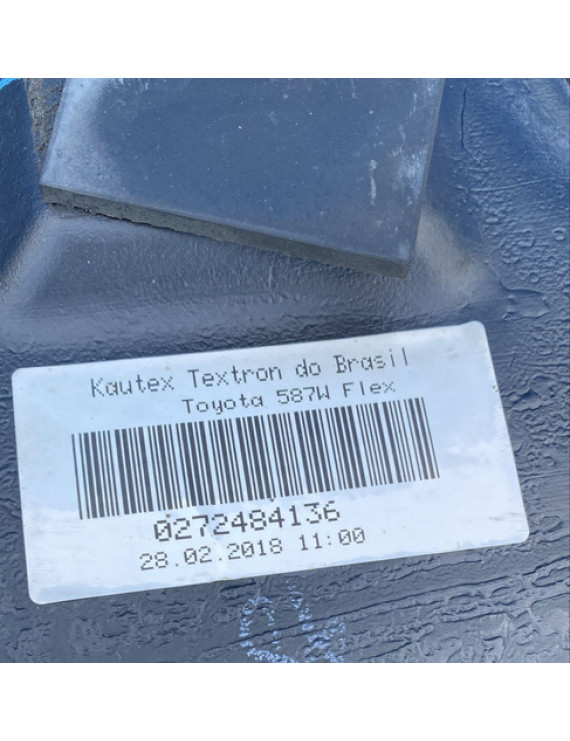 Kautex Textron do Brasil
Toyota 587W Flex
0272484136
28.02.2018 11:00